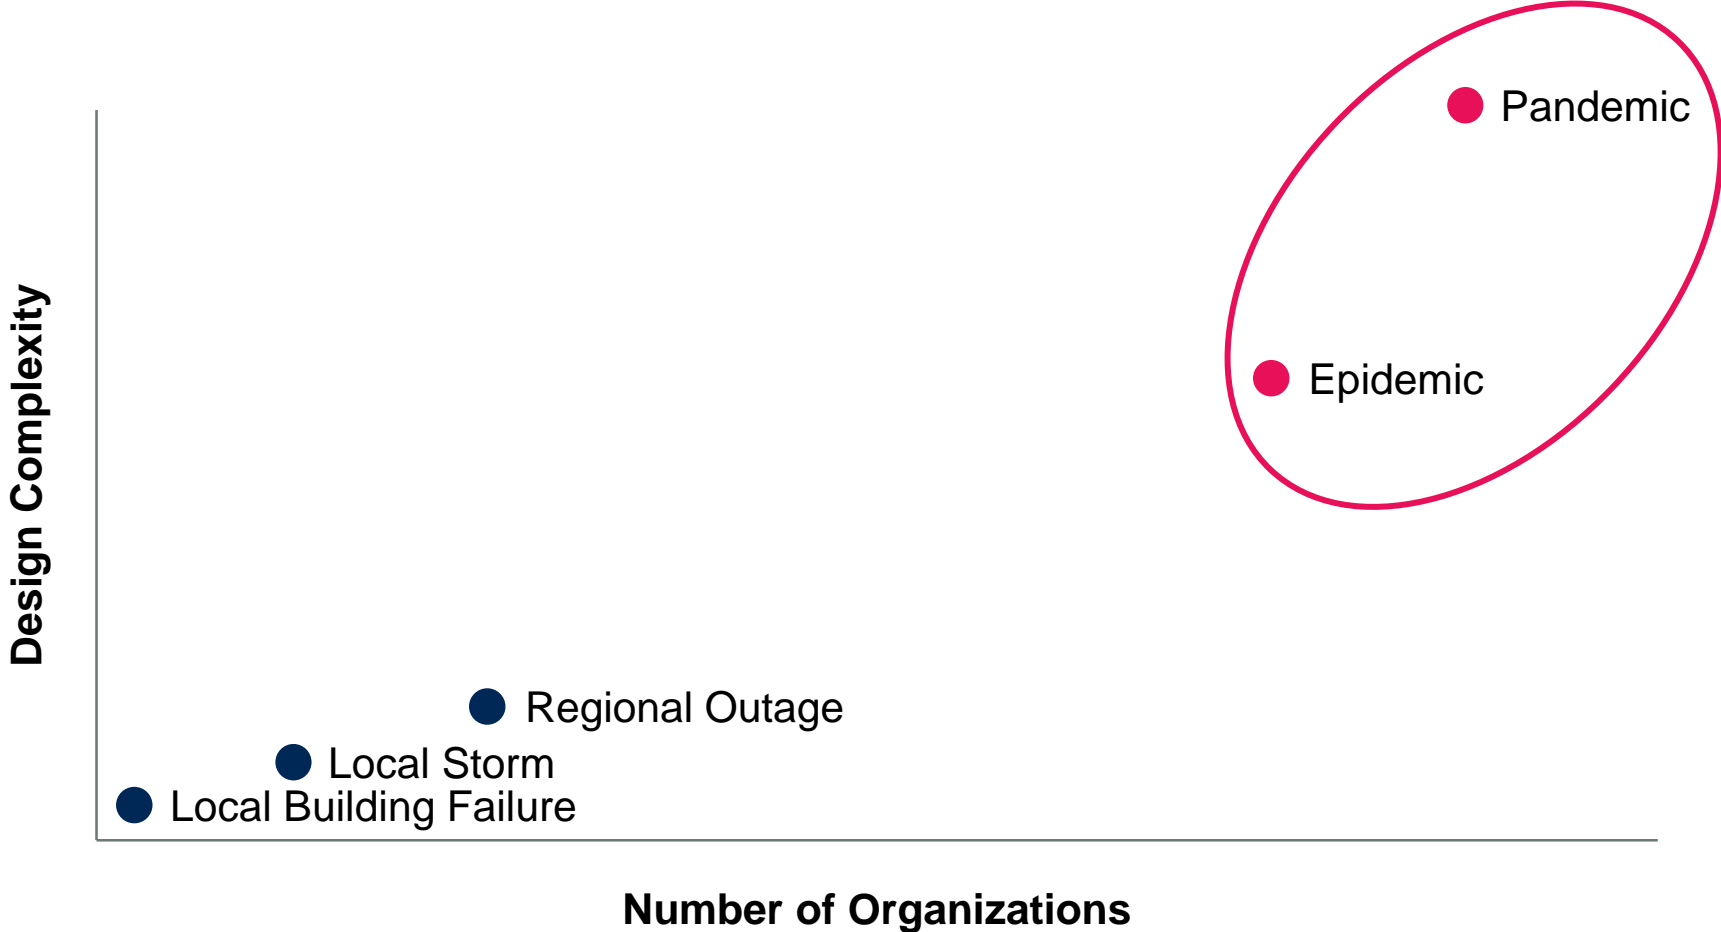 Pandemic
Epidemic
Design Complexity
Regional Outage
Local Storm
Local Building Failure
Number of Organizations